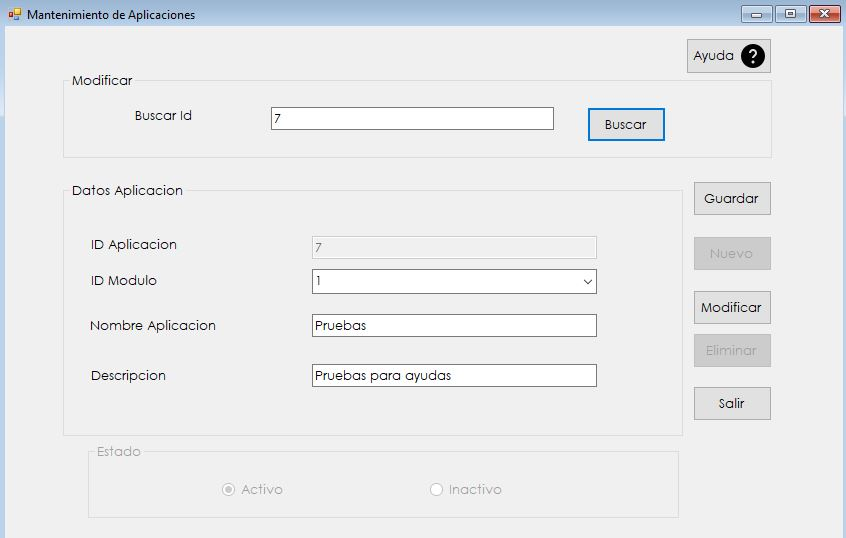 Mantenimiento de Aplicaciones
Ayuda ?
Modificar
Buscar Id 7 Buscar
Datos Aplicacion
Guardar
ID Aplicacion 7
Nuevo
ID Modulo 1
Modificar
Nombre Aplicacion Pruebas
Eliminar
Descripcion Pruebas para ayudas
Salir
Estado
Activo Inactivo